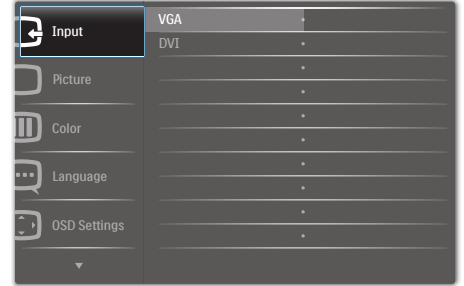 Input
VGA
DVI
Picture
Color
Language
OSD Settings